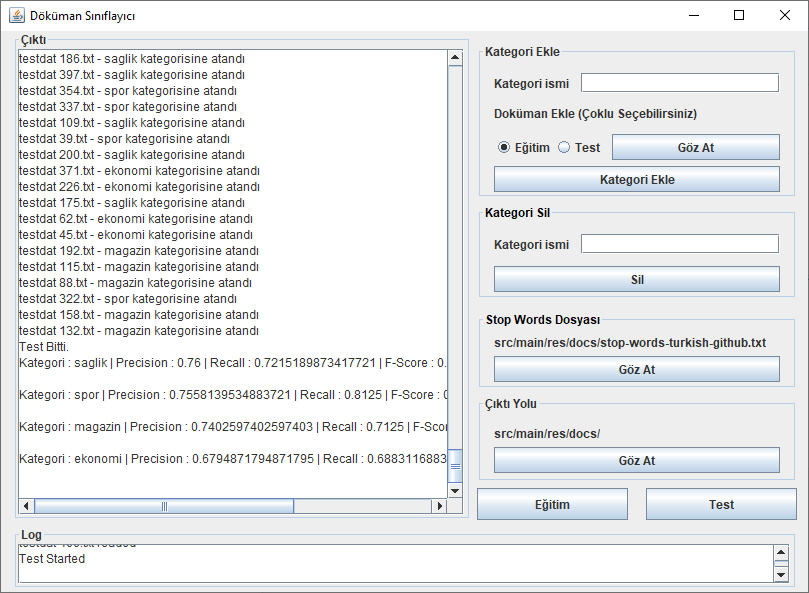 Döküman Sınıflayıcı
Çıktı
testdat 186.txt - saglik kategorisine atandı
testdat 397.txt - saglik kategorisine atandı
testdat 354.txt - spor kategorisine atandı
testdat 337.txt - spor kategorisine atandı
testdat 109.txt - saglik kategorisine atandı
testdat 39.txt - spor kategorisine atandı
testdat 200.txt - saglik kategorisine atandı
testdat 371.txt - ekonomi kategorisine atandı
testdat 226.txt - ekonomi kategorisine atandı
testdat 175.txt - saglik kategorisine atandı
testdat 62.txt - ekonomi kategorisine atandı
testdat 45.txt - ekonomi kategorisine atandı
testdat 192.txt - magazin kategorisine atandı
testdat 115.txt - magazin kategorisine atandı
testdat 88.txt - magazin kategorisine atandı
testdat 322.txt - spor kategorisine atandı
testdat 158.txt - magazin kategorisine atandı
testdat 132.txt - magazin kategorisine atandı
Test Bitti.
Kategori : saglik | Precision : 0.76 | Recall : 0.7215189873417721 | F-Score : 0.
Kategori : spor | Precision : 0.7558139534883721 | Recall : 0.8125 | F-Score : 0
Kategori : magazin | Precision : 0.7402597402597403 | Recall : 0.7125 | F-Scor
Kategori : ekonomi | Precision : 0.6794871794871795 | Recall : 0.6883116883
Kategori Ekle
Kategori ismi
Doküman Ekle (Çoklu Seçebilirsiniz)
Eğitim Test Göz At
Kategori Ekle
Kategori Sil
Kategori ismi
Sil
Stop Words Dosyası
src/main/res/docs/stop-words-turkish-github.txt
Göz At
Çıktı Yolu
src/main/res/docs/
Göz At
Eğitim Test
Log
Test Started